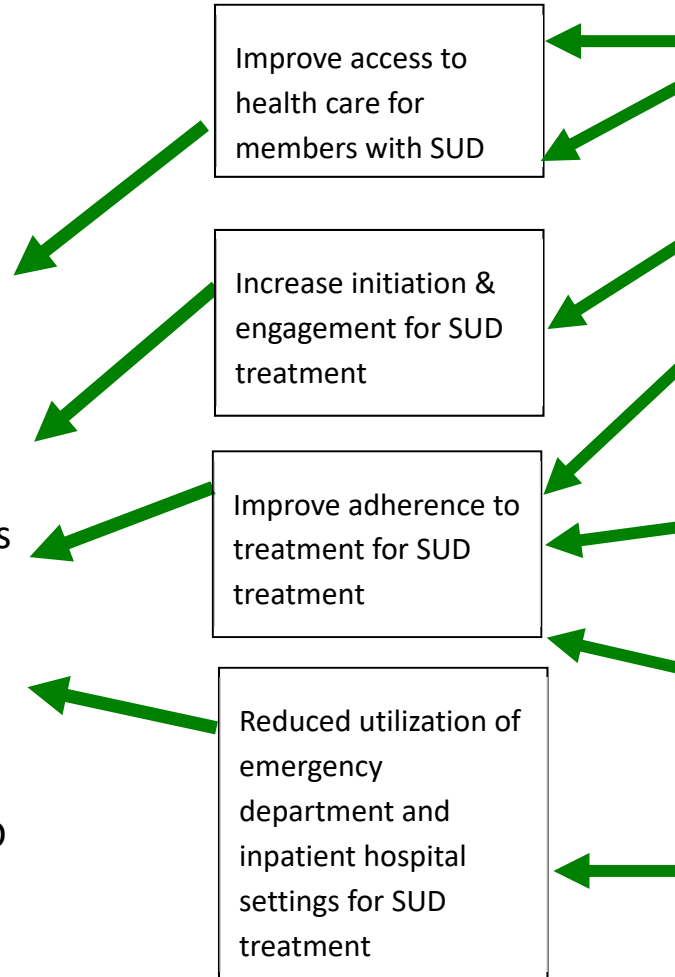 Improve access to
health care for
members with SUD
Increase initiation &
engagement for SUD
treatment
s
Improve adherence to
treatment for SUD
treatment
Reduced utilization of
emergency
department and
inpatient hospital
settings for SUD
treatment